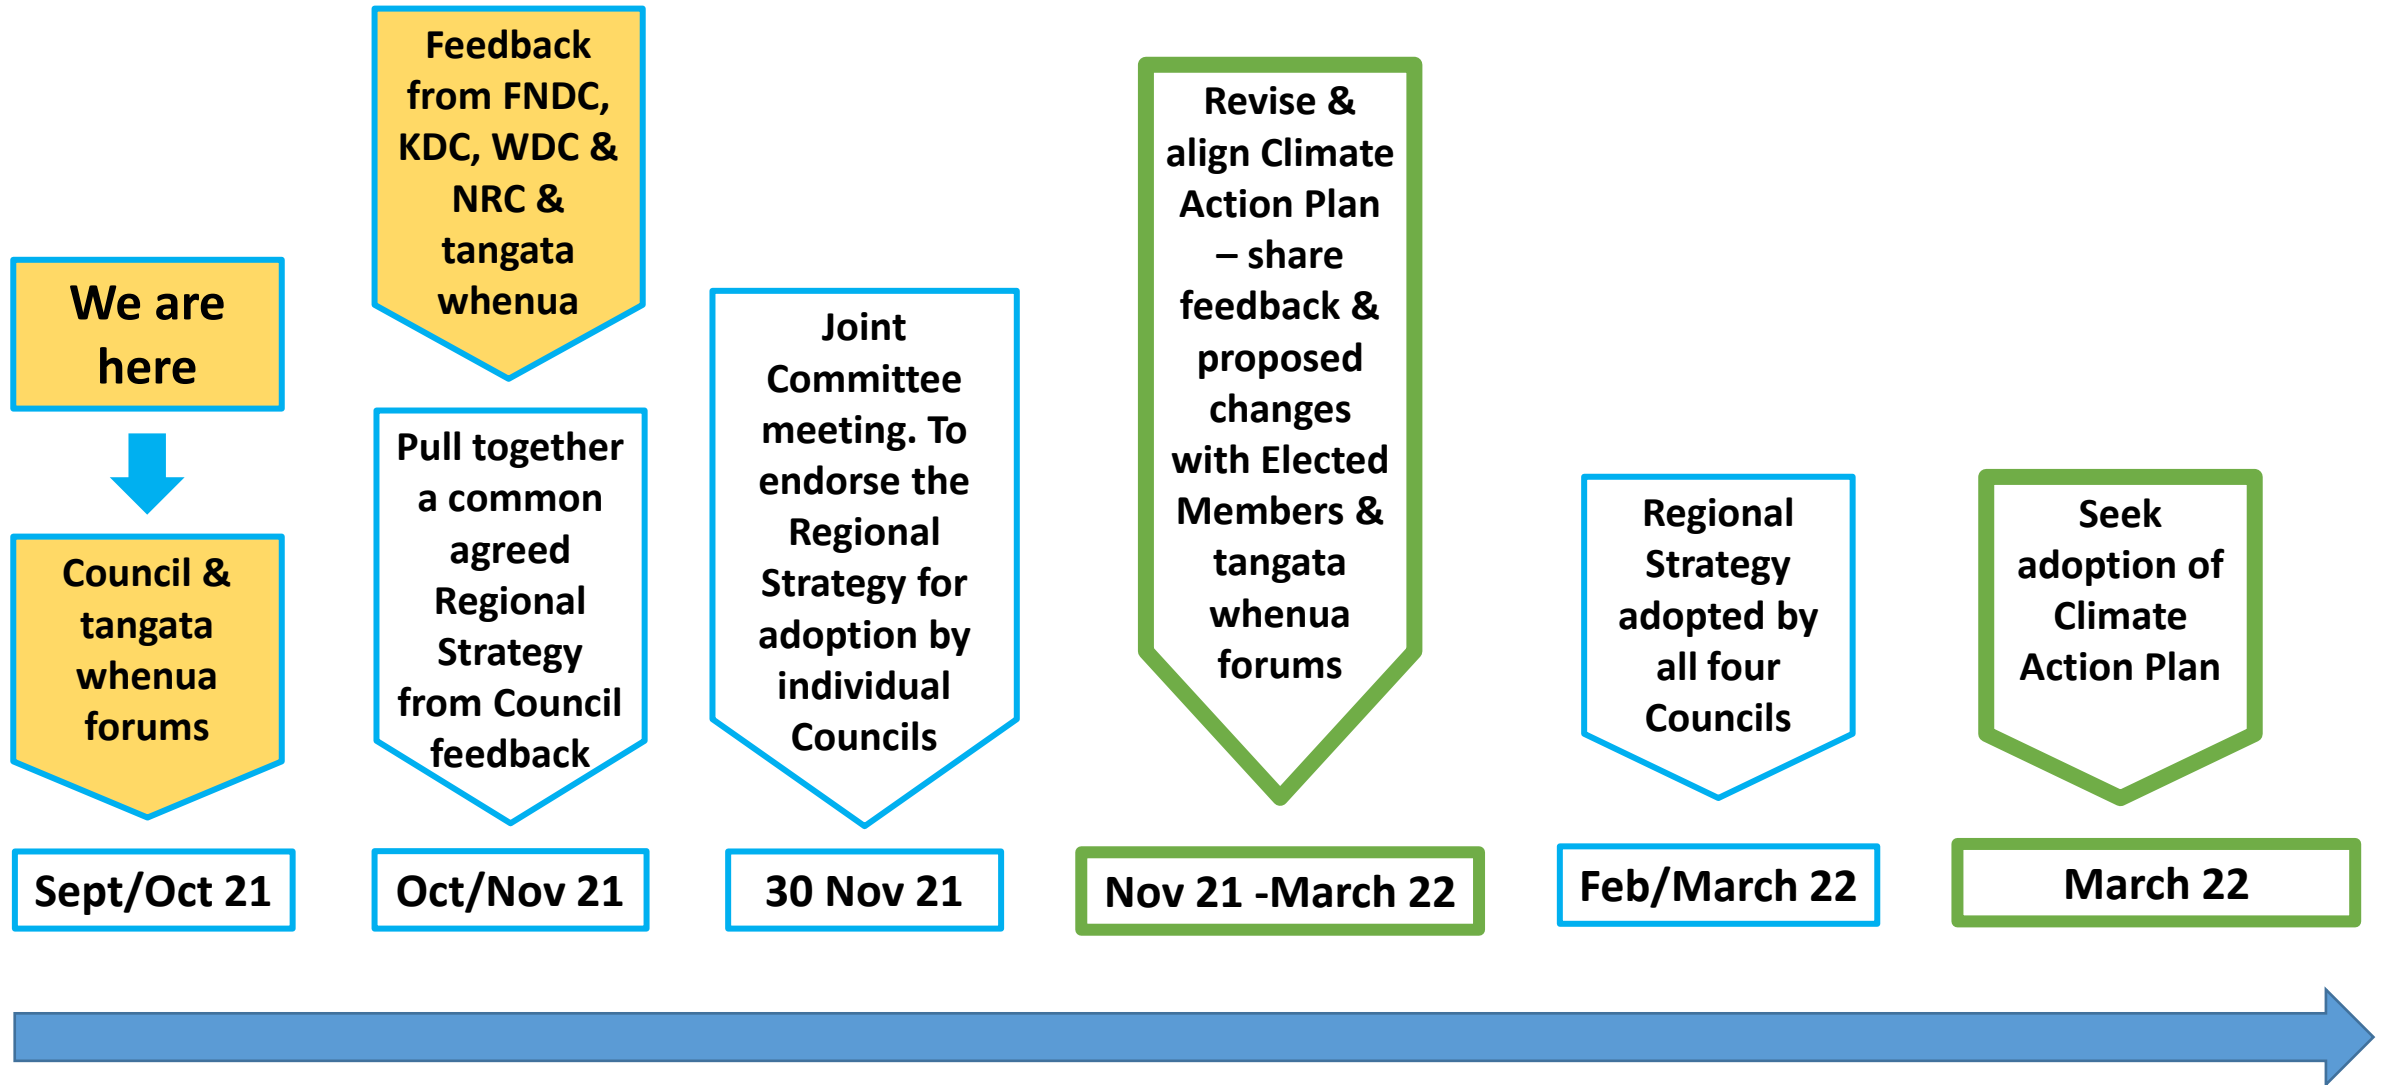 We are
here
Council &
tangata
whenua
forums
Sept/Oct 21
Feedback
from FNDC,
KDC, WDC &
NRC &
tangata
whenua
Pull together
a common
agreed
Regional
Strategy
from Council
feedback
Oct/Nov 21
Joint
Committee
meeting. To
endorse the
Regional
Strategy for
adoption by
individual
Councils
30 Nov 21
Revise &
align Climate
Action Plan
– share
feedback &
proposed
changes
with Elected
Members &
tangata
whenua
forums
Nov 21 -March 22
Regional
Strategy
adopted by
all four
Councils
Feb/March 22
Seek
adoption of
Climate
Action Plan
March 22